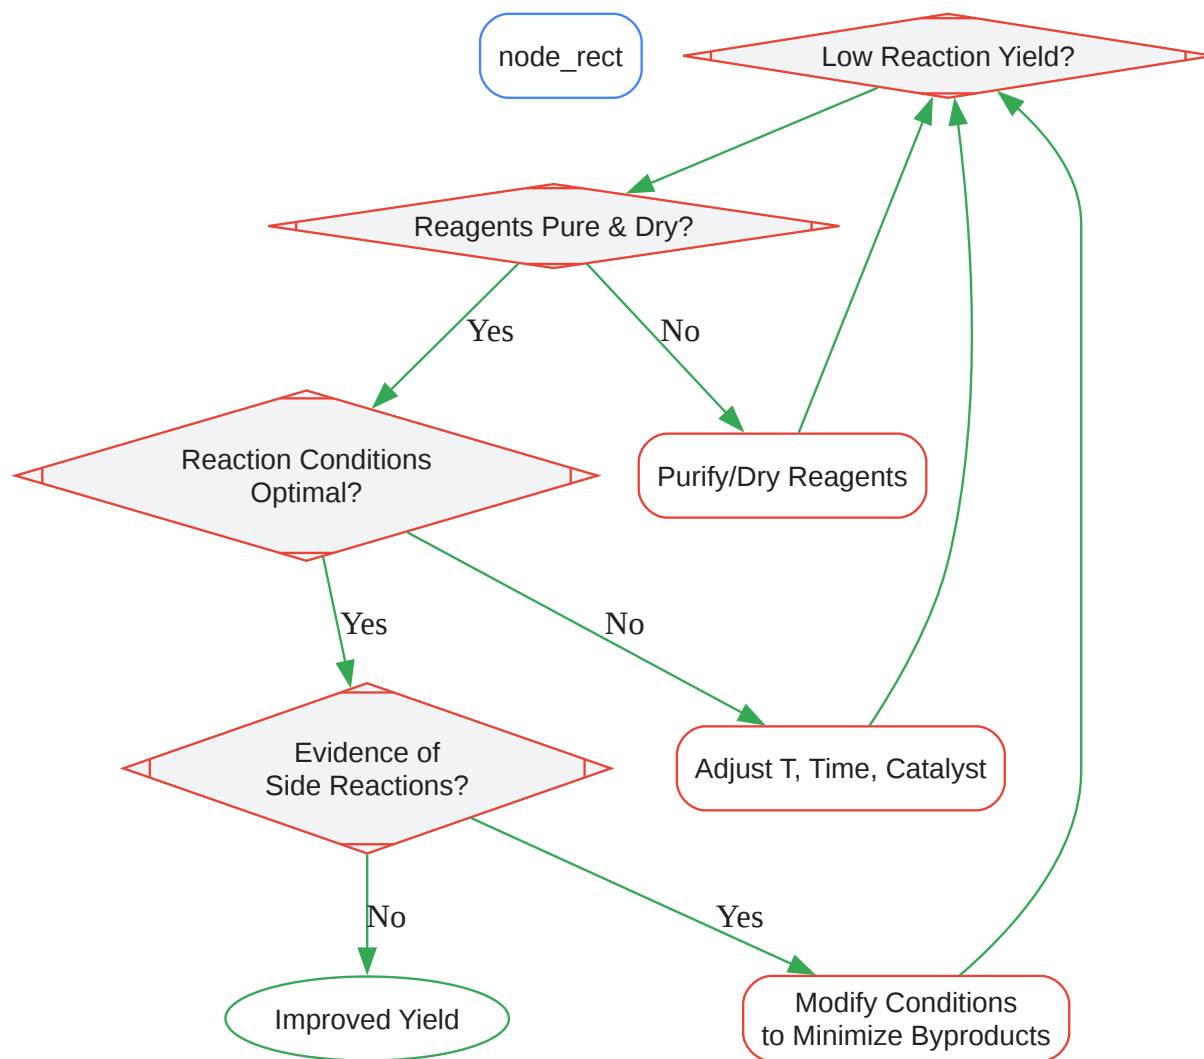 node_rect
Low Reaction Yield?
Reagents Pure & Dry?
Yes
No
Reaction Conditions
Optimal?
Purify/Dry Reagents
Yes
No
Evidence of
Side Reactions?
Adjust T, Time, Catalyst
No
Yes
Improved Yield
Modify Conditions
to Minimize Byproducts